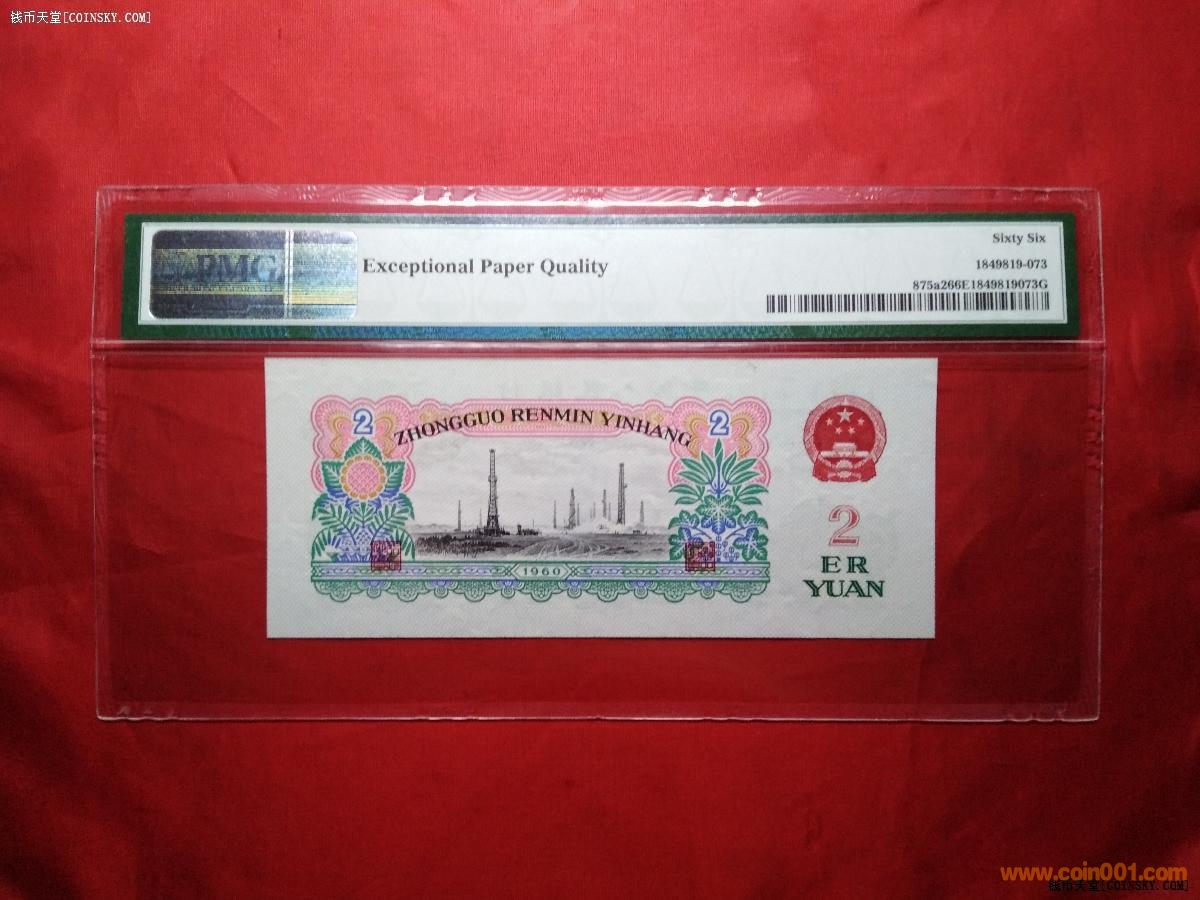 钱币天堂[COINSKY.COM]
Sixty Six
PMG
Exceptional Paper Quality
1849819-073
875a266E1849819073G
2
2
ZHONGGUO RENMIN YINHANG
2
1960
ER
YUAN
www.coin001.com
钱币天堂[COINSKY.COM]